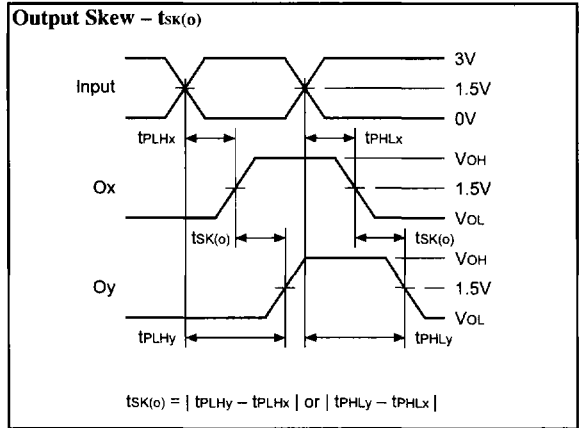 Output Skew – tSK(o)
3V
Input
1.5V
0V
tPLHx
tPHLx
VOH
Ox
1.5V
VOL
tSK(o)
tSK(o)
VOH
Oy
1.5V
VOL
tPLHy
tPHLy
tSK(o) = | tPLHy – tPLHx | or | tPHLy – tPHLx |